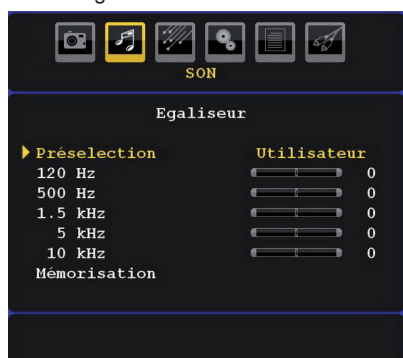 SON
Egaliseur
Préselection Utilisateur
120 Hz 0
500 Hz 0
1.5 kHz 0
5 kHz 0
10 kHz 0
Mémorisation